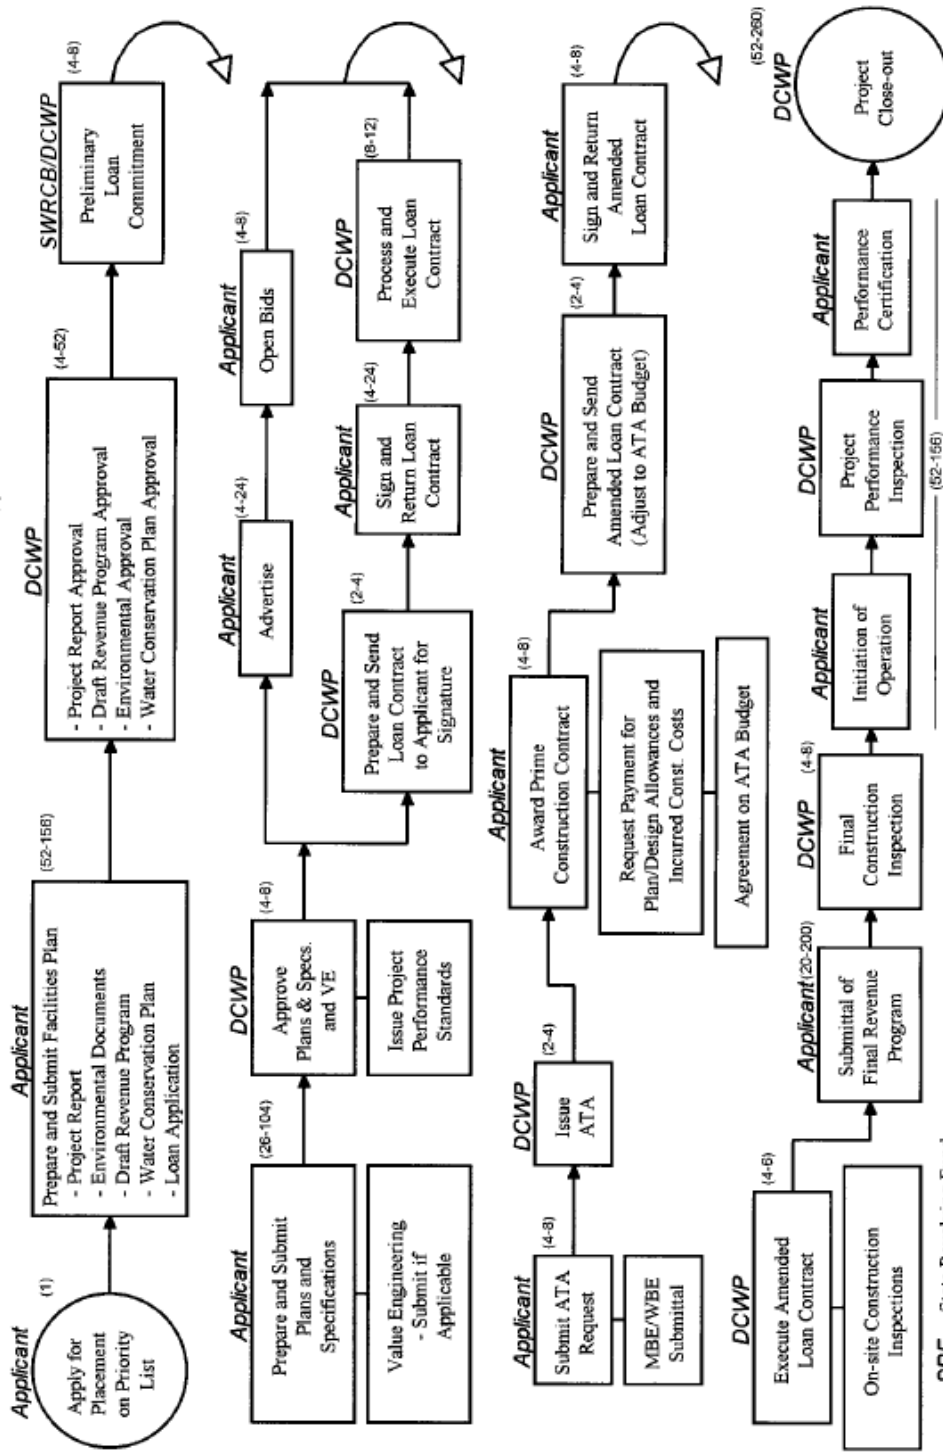 Applicant
(1)
Apply for
Placement
on Priority
List
Applicant
(52-156)
Prepare and Submit Facilities Plan
- Project Report
- Environmental Documents
- Draft Revenue Program
- Water Conservation Plan
- Loan Application
DCWP
(4-52)
- Project Report Approval
- Draft Revenue Program Approval
- Environmental Approval
- Water Conservation Plan Approval
SWRCB/DCWP
(4-8)
Preliminary
Loan
Commitment
Applicant
(26-104)
Prepare and Submit
Plans and
Specifications
Value Engineering
- Submit if
Applicable
DCWP
(4-8)
Approve
Plans & Specs.
and VE
Issue Project
Performance
Standards
Applicant
(4-24)
Advertise
Applicant
(4-8)
Open Bids
DCWP
(2-4)
Prepare and Send
Loan Contract
to Applicant for
Signature
Applicant
(4-24)
Sign and
Return Loan
Contract
DCWP
(8-12)
Process and
Execute Loan
Contract
Applicant
(4-8)
Submit ATA
Request
MBE/WBE
Submittal
DCWP
(2-4)
Issue
ATA
Applicant
(4-8)
Award Prime
Construction Contract
Request Payment for
Plan/Design Allowances and
Incurred Const. Costs
Agreement on ATA Budget
DCWP
(2-4)
Prepare and Send
Amended Loan Contract
(Adjust to ATA Budget)
Applicant
(4-8)
Sign and Return
Amended
Loan Contract
DCWP
(4-6)
Execute Amended
Loan Contract
On-site Construction
Inspections
Applicant (20-200)
Submittal of
Final Revenue
Program
DCWP
(4-8)
Final
Construction
Inspection
Applicant
Initiation of
Operation
DCWP
Project
Performance
Inspection
Applicant
Performance
Certification
(52-156)
DCWP
(52-260)
Project
Close-out